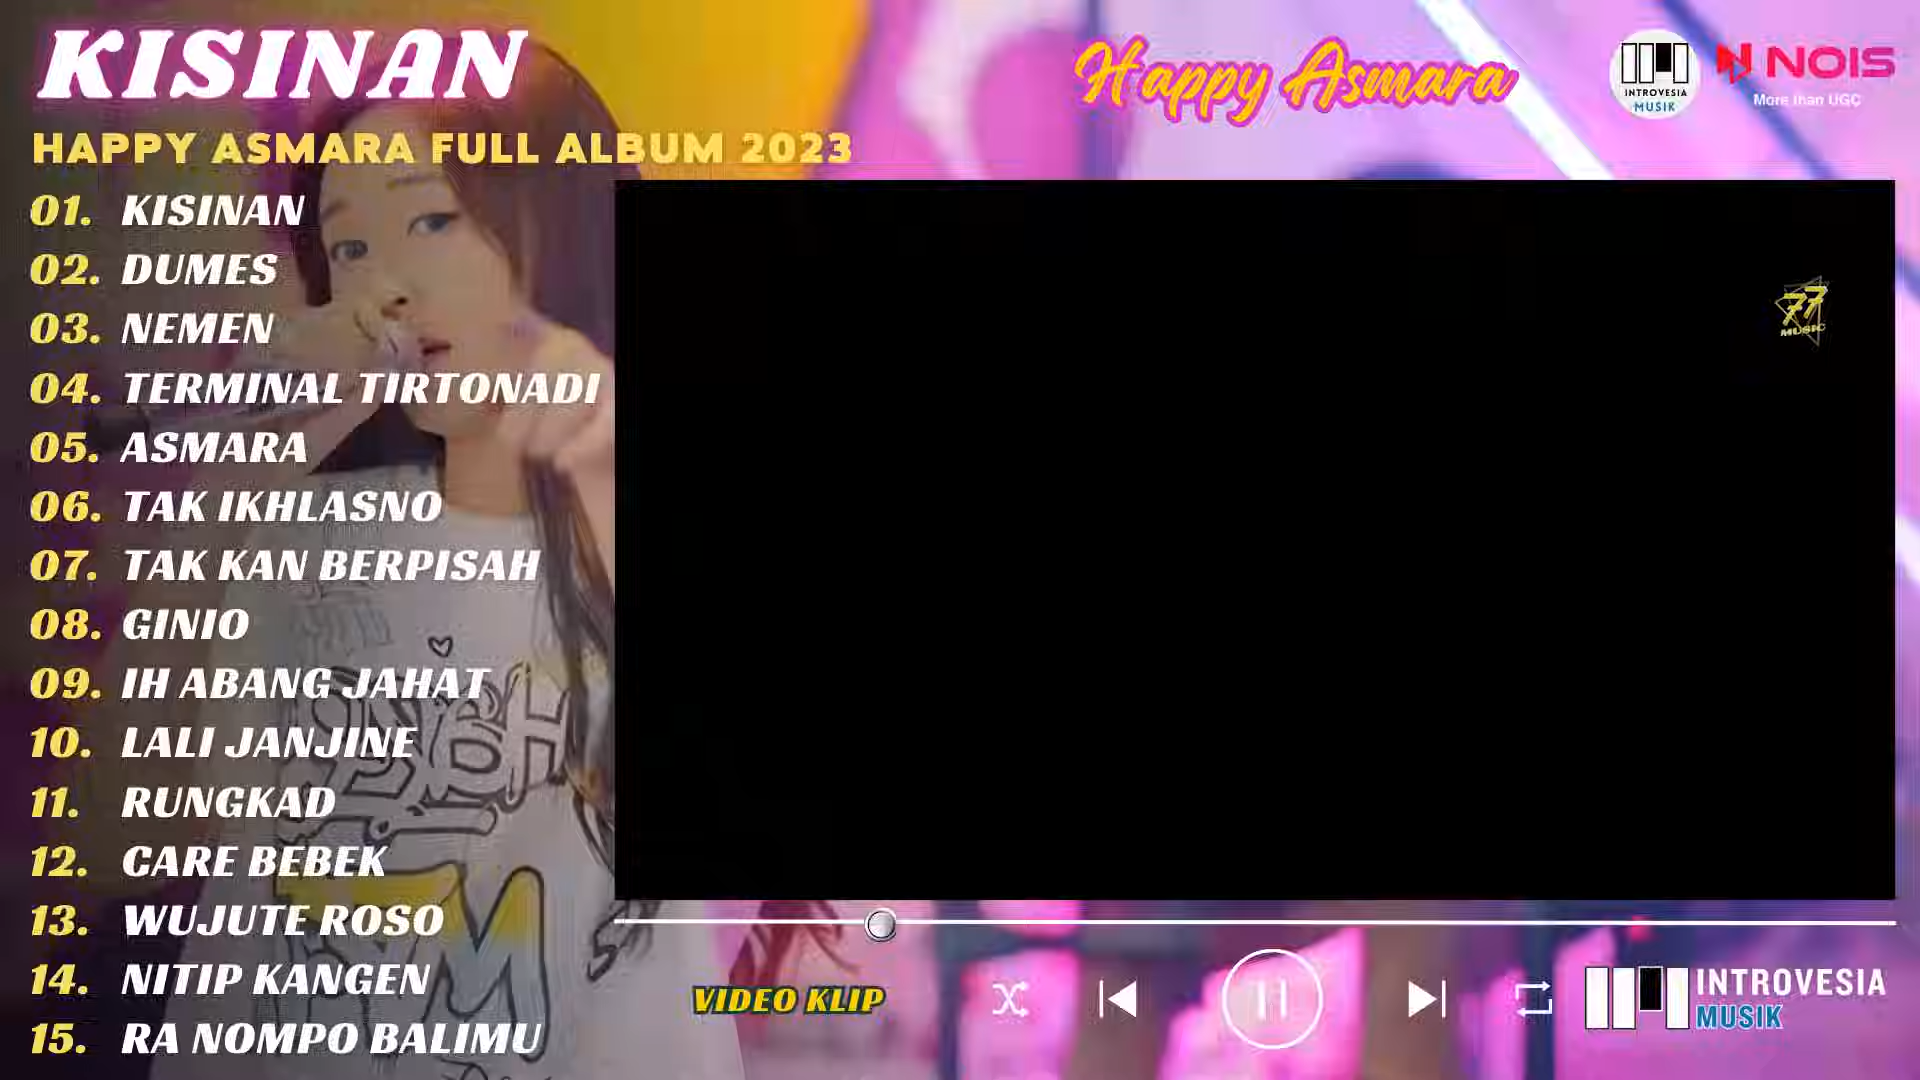 KISINAN
Happy Asmara
INTROVESIA
MUSIK
NOIS
More than UGC
HAPPY ASMARA FULL ALBUM 2023
01. KISINAN
02. DUMES
03. NEMEN
04. TERMINAL TIRTONADI
05. ASMARA
06. TAK IKHLASNO
07. TAK KAN BERPISAH
08. GINIO
09. IH ABANG JAHAT
10. LALI JANJINE
11. RUNGKAD
12. CARE BEBEK
13. WUJUTE ROSO
14. NITIP KANGEN
15. RA NOMPO BALIMU
77
MUSIC
VIDEO KLIP
INTROVESIA
MUSIK